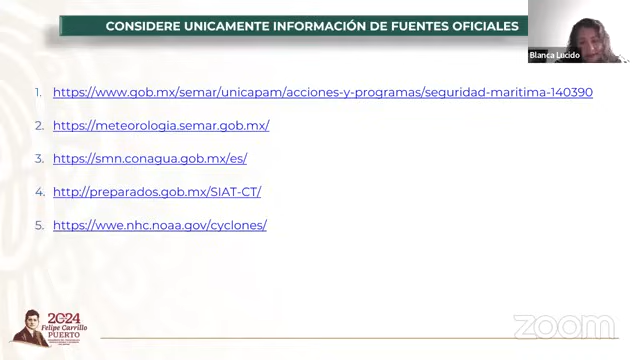 CONSIDERE UNICAMENTE INFORMACIÓN DE FUENTES OFICIALES
Blanca Lucido
1. https://www.gob.mx/semar/unicapam/acciones-y-programas/seguridad-maritima-140390
2. https://meteorologia.semar.gob.mx/
3. https://smn.conagua.gob.mx/es/
4. http://preparados.gob.mx/SIAT-CT/
5. https://wwe.nhc.noaa.gov/cyclones/
2024
Felipe Carrillo
PUERTO
zoom